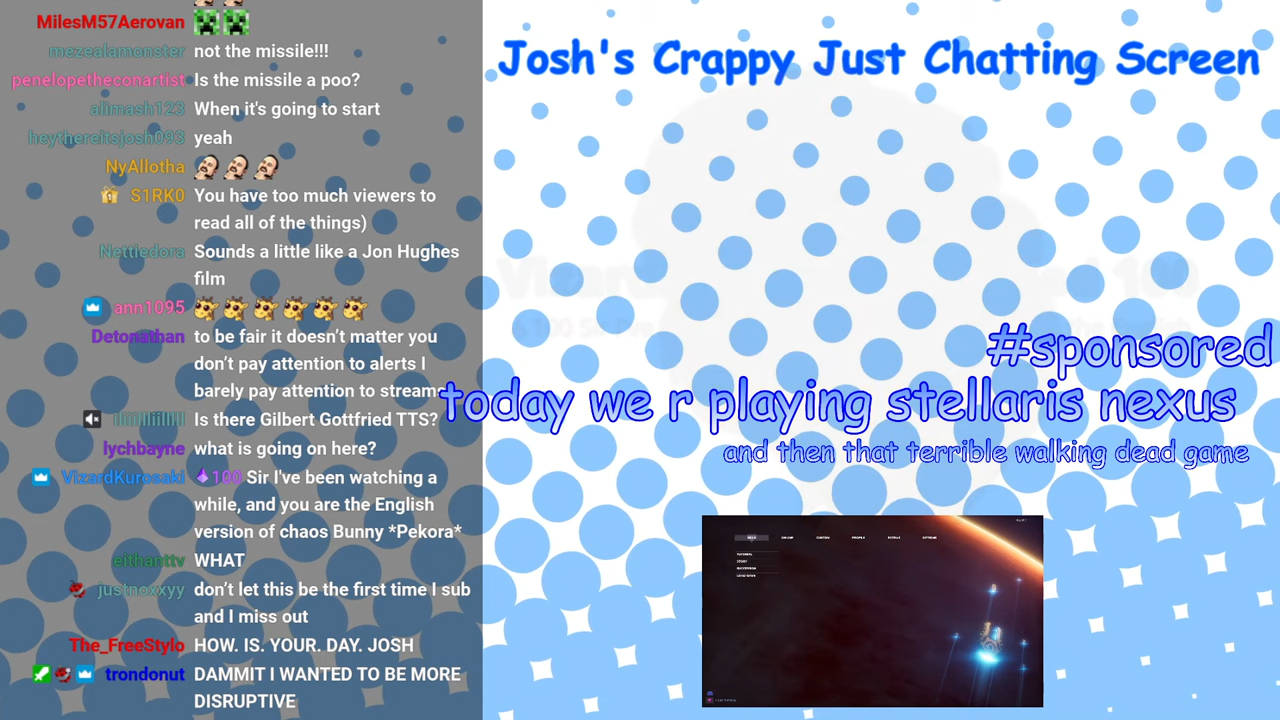 MilesM57Aerovan
mezealamonster not the missile!!!
penelopetheconartist Is the missile a poo?
alimash123 When it's going to start
heythereitsjosh093 yeah
NyAllotha
S1RK0 You have too much viewers to
read all of the things)
Nettiedora Sounds a little like a Jon Hughes
film
ann1095
Detonathan to be fair it doesn't matter you
don't pay attention to alerts I
barely pay attention to streams
Is there Gilbert Gottfried TTS?
lychbayne what is going on here?
VizardKurosaki 100 Sir I've been watching a
while, and you are the English
version of chaos Bunny *Pekora*
eithanttv WHAT
justnoxxyy don't let this be the first time I sub
and I miss out
The_FreeStylo HOW. IS. YOUR. DAY. JOSH
trondonut DAMMIT I WANTED TO BE MORE
DISRUPTIVE
Josh's Crappy Just Chatting Screen
#sponsored
today we r playing stellaris nexus
and then that terrible walking dead game